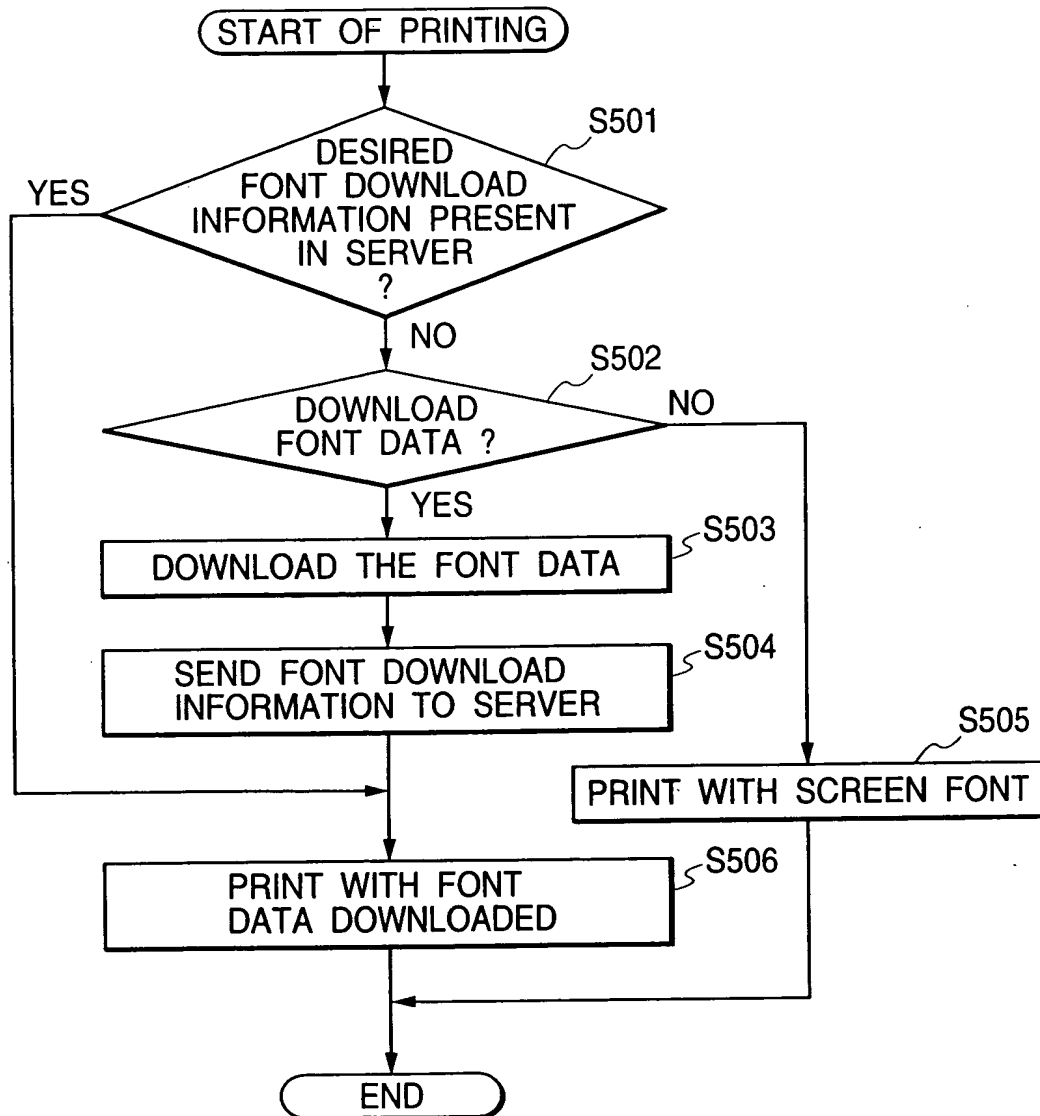 START OF PRINTING
S501
DESIRED
FONT DOWNLOAD
INFORMATION PRESENT
IN SERVER
?
YES
NO
S502
DOWNLOAD
FONT DATA ?
NO
YES
S503
DOWNLOAD THE FONT DATA
S504
SEND FONT DOWNLOAD
INFORMATION TO SERVER
S505
PRINT WITH SCREEN FONT
S506
PRINT WITH FONT
DATA DOWNLOADED
END